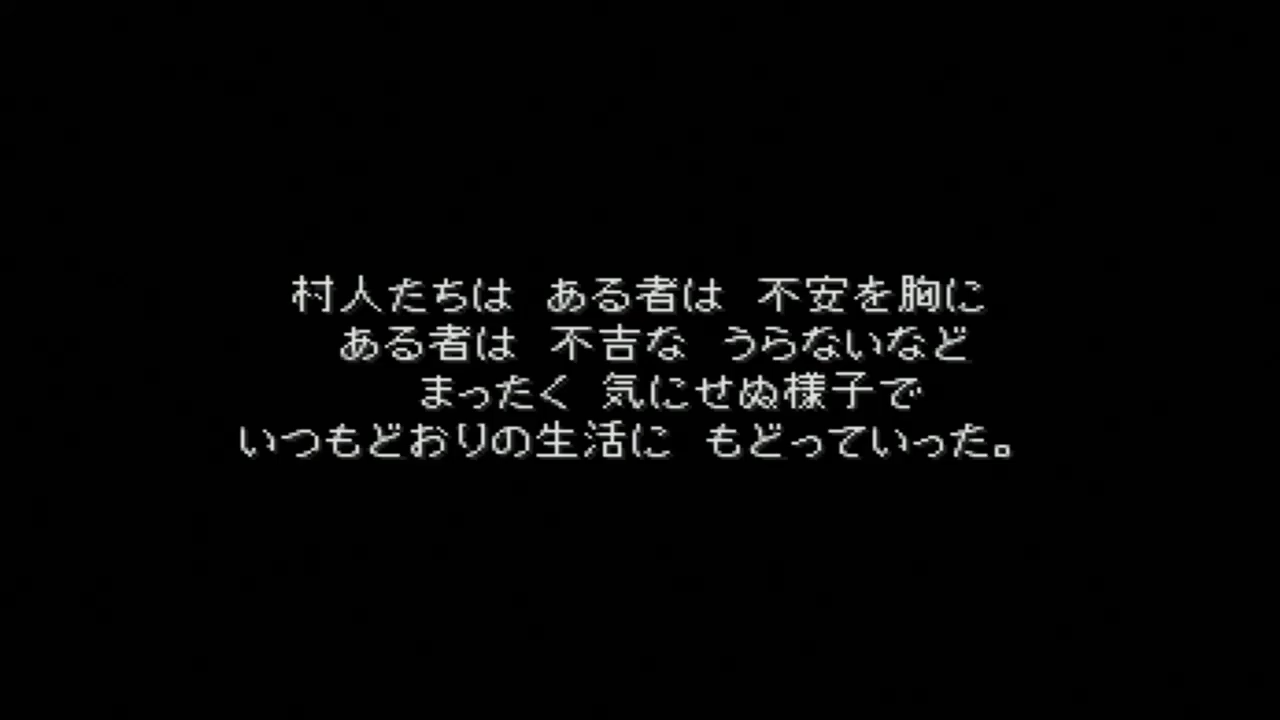 村人たちは　ある者は　不安を胸に
ある者は　不吉な　うらないなど
まったく　気にせぬ様子で
いつもどおりの生活に　もどっていった。